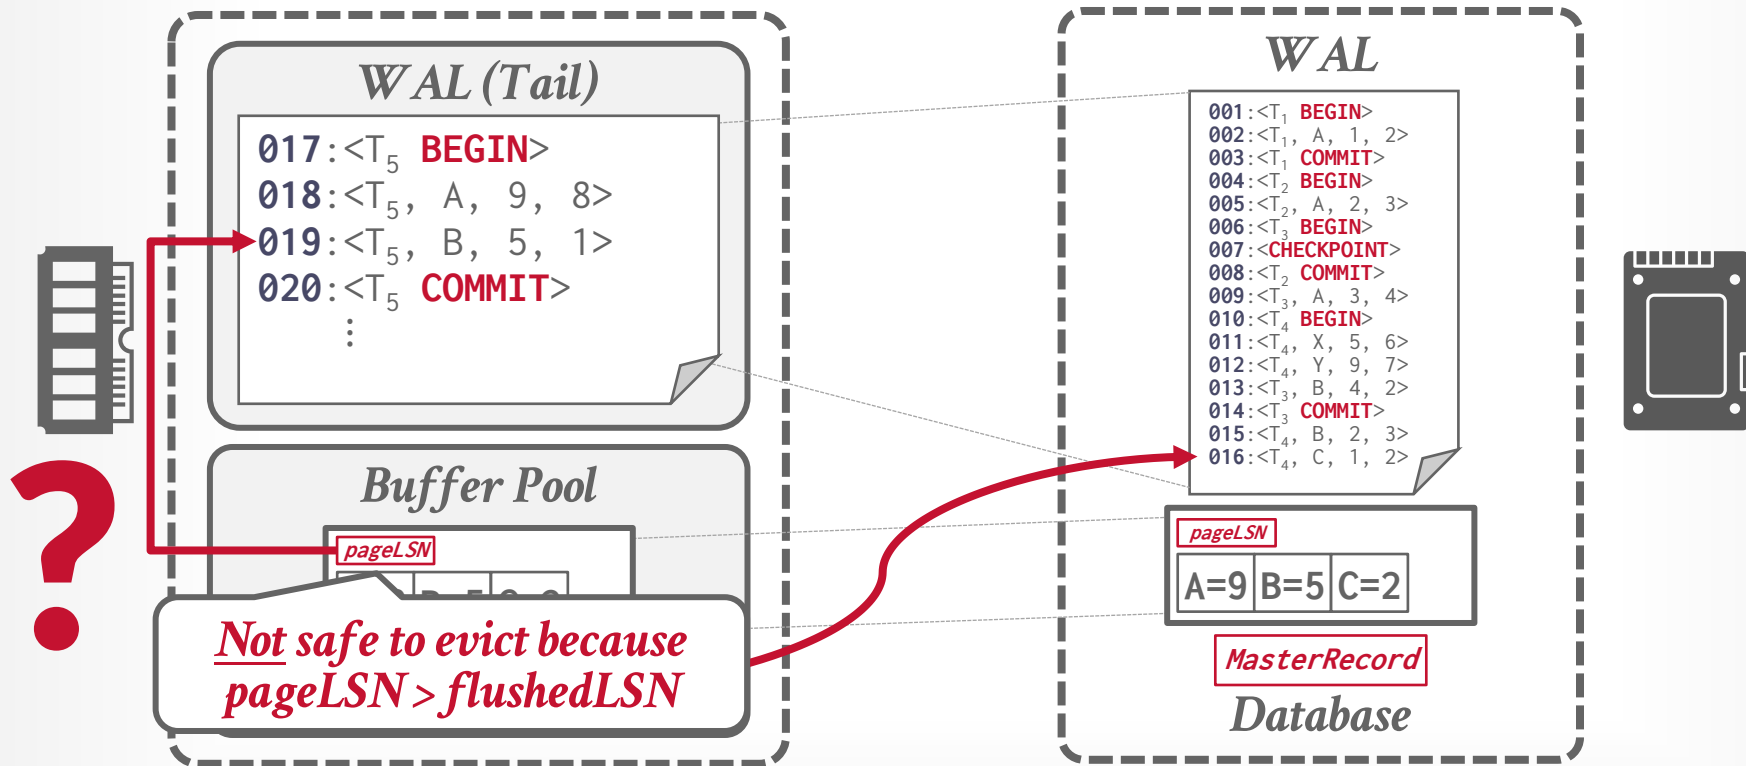 WAL (Tail)
017:<T5 BEGIN>
018:<T5, A, 9, 8>
019:<T5, B, 5, 1>
020:<T5 COMMIT>
⋮
?
Buffer Pool
pageLSN
Not safe to evict because
pageLSN > flushedLSN
WAL
001:<T1 BEGIN>
002:<T1, A, 1, 2>
003:<T1 COMMIT>
004:<T2 BEGIN>
005:<T2, A, 2, 3>
006:<T3 BEGIN>
007:<CHECKPOINT>
008:<T2 COMMIT>
009:<T3, A, 3, 4>
010:<T4 BEGIN>
011:<T4, X, 5, 6>
012:<T4, Y, 9, 7>
013:<T3, B, 4, 2>
014:<T3 COMMIT>
015:<T4, B, 2, 3>
016:<T4, C, 1, 2>
pageLSN
A=9 B=5 C=2
MasterRecord
Database